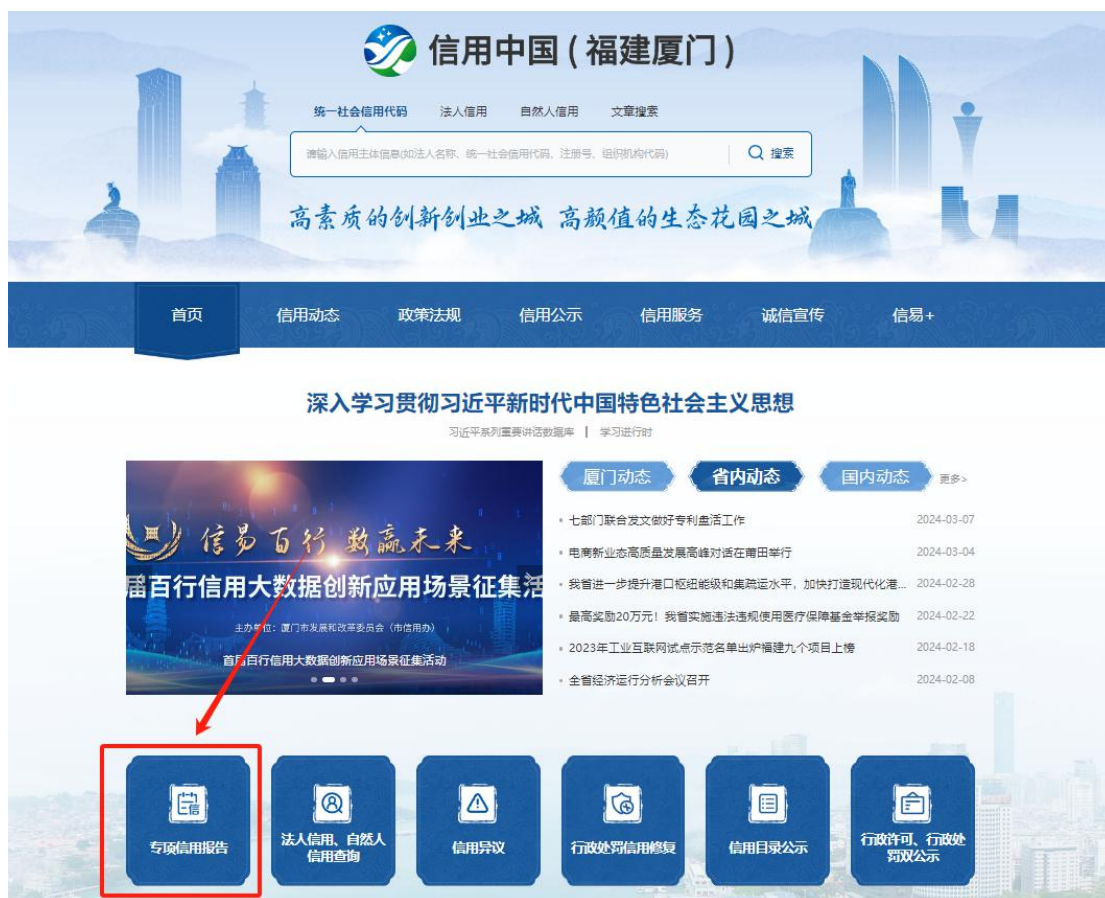 信用中国(福建厦门)
统一社会信用代码 法人信用 自然人信用 文章搜索
请输入信用主体信息(如法人名称、统一社会信用代码、注册号、组织机构代码) 搜索
高素质的创新创业之城 高颜值的生态花园之城
首页 信用动态 政策法规 信用公示 信用服务 诚信宣传 信易+
深入学习贯彻习近平新时代中国特色社会主义思想
习近平系列重要讲话数据库 | 学习进行时
信易百行 数赢未来
届百行信用大数据创新应用场景征集活
主办单位：厦门市发展和改革委员会（市信用办）
首届百行信用大数据创新应用场景征集活动
厦门动态 省内动态 国内动态 更多>
七部门联合发文做好专利盘活工作 2024-03-07
电商新业态高质量发展高峰对话在莆田举行 2024-03-04
我省进一步提升港口枢纽能级和集疏运水平，加快打造现代化港... 2024-02-28
最高奖励20万元！我省实施违法违规使用医疗保障基金举报奖励 2024-02-22
2023年工业互联网试点示范名单出炉福建九个项目上榜 2024-02-18
全省经济运行分析会议召开 2024-02-08
信
专项信用报告
法人信用、自然人
信用查询
信用异议
行政处罚信用修复
信用目录公示
行政许可、行政处
罚双公示